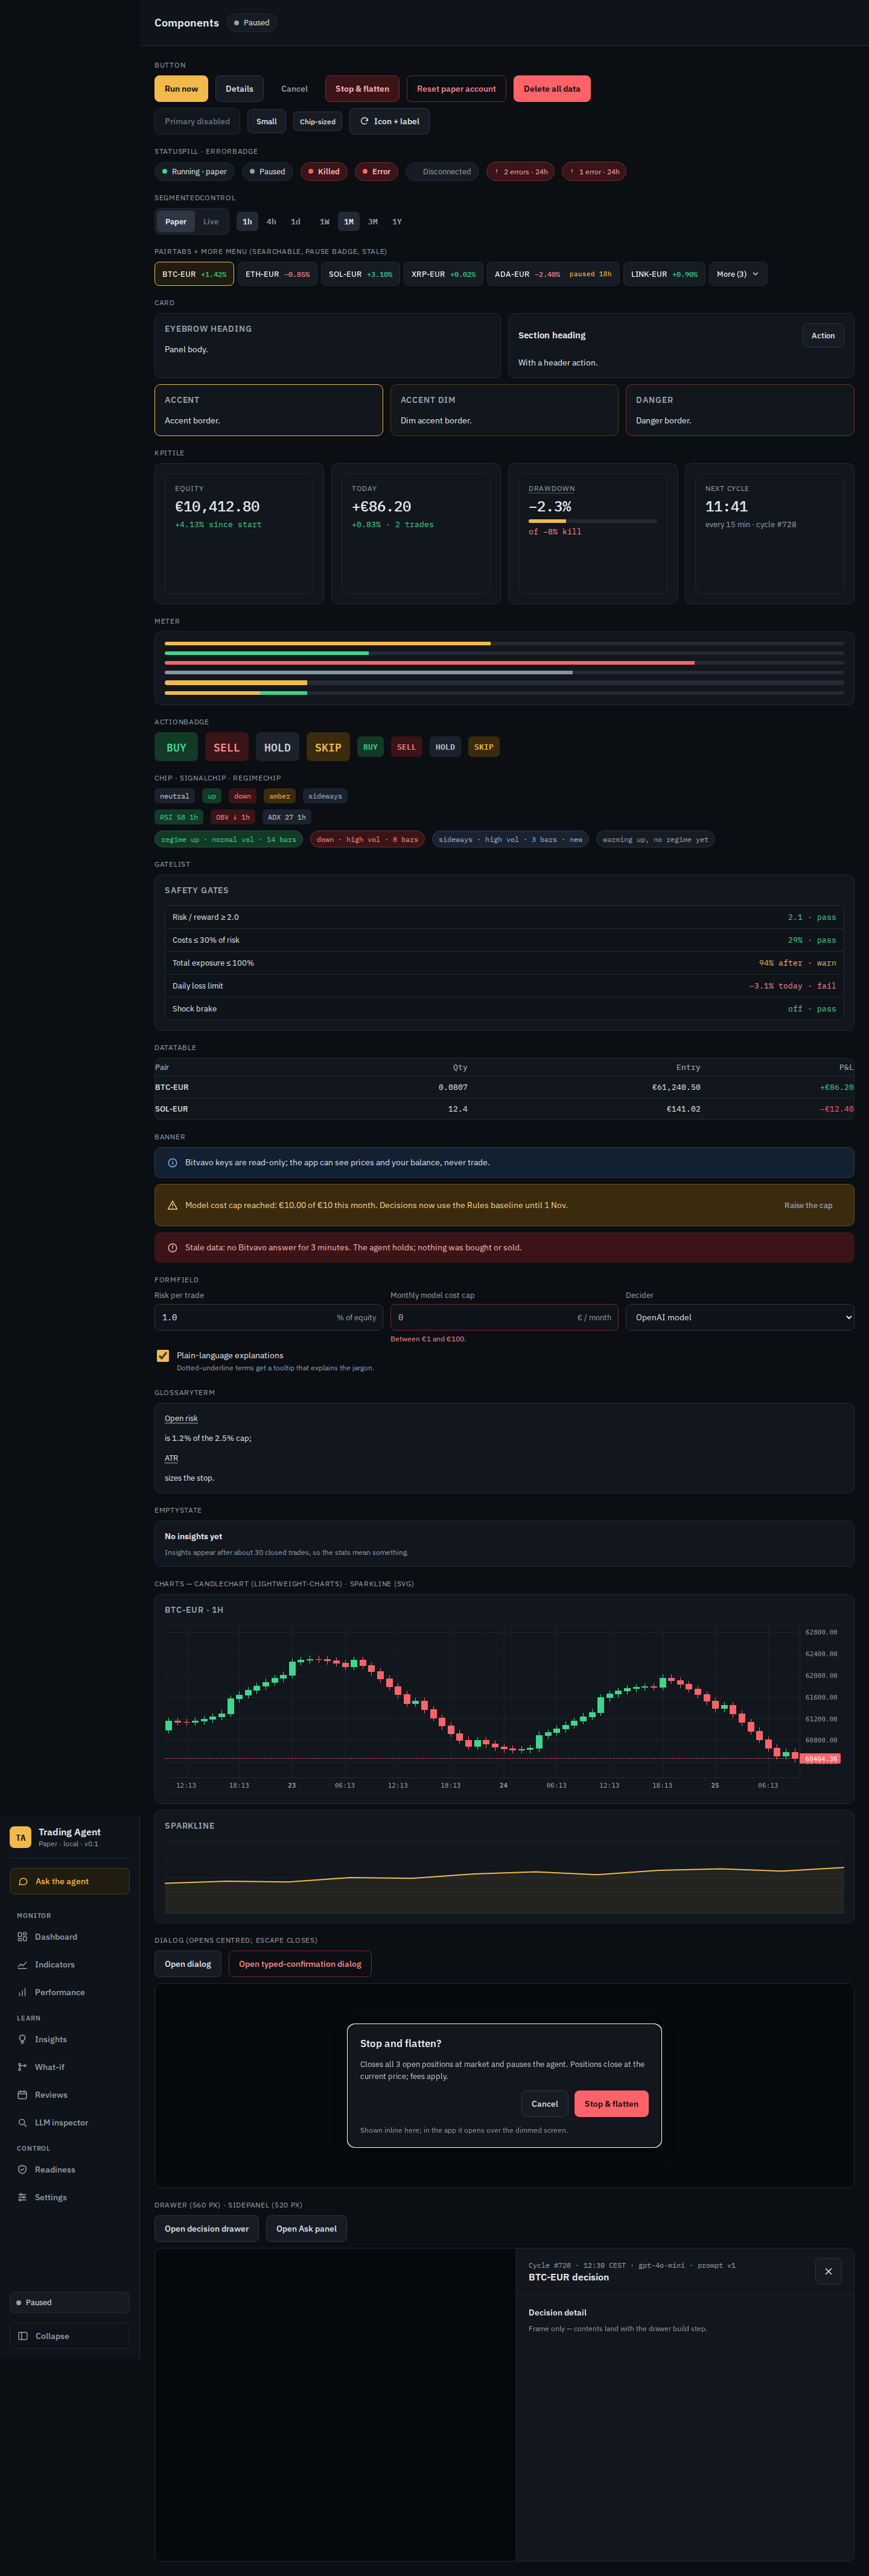 Components Paused
BUTTON
Run now Details Cancel Stop & flatten Reset paper account Delete all data
Primary disabled Small Chip-sized Icon + label
STATUSPILL · ERRORBADGE
Running · paper Paused Killed Error Disconnected ! 2 errors · 24h ! 1 error · 24h
SEGMENTEDCONTROL
Paper Live 1h 4h 1d 1W 1M 3M 1Y
PAIRTABS + MORE MENU (SEARCHABLE, PAUSE BADGE, STALE)
BTC-EUR +1.42% ETH-EUR −0.85% SOL-EUR +3.10% XRP-EUR +0.02% ADA-EUR −2.40% paused 18h LINK-EUR +0.90% More (3)
CARD
EYEBROW HEADING
Panel body.
Section heading Action
With a header action.
ACCENT
Accent border.
ACCENT DIM
Dim accent border.
DANGER
Danger border.
KPITILE
EQUITY
€10,412.80
+4.13% since start
TODAY
+€86.20
+0.83% · 2 trades
DRAWDOWN
−2.3%
of −8% kill
NEXT CYCLE
11:41
every 15 min · cycle #728
METER
ACTIONBADGE
BUY SELL HOLD SKIP BUY SELL HOLD SKIP
CHIP · SIGNALCHIP · REGIMECHIP
neutral up down amber sideways
RSI 58 1h OBV ↓ 1h ADX 27 1h
regime up · normal vol · 14 bars down · high vol · 8 bars sideways · high vol · 3 bars · new warming up, no regime yet
GATELIST
SAFETY GATES
Risk / reward ≥ 2.0 2.1 · pass
Costs ≤ 30% of risk 29% · pass
Total exposure ≤ 100% 94% after · warn
Daily loss limit −3.1% today · fail
Shock brake off · pass
DATATABLE
Pair Qty Entry P&L
BTC-EUR 0.0807 €61,240.50 +€86.20
SOL-EUR 12.4 €141.02 −€12.40
BANNER
Bitvavo keys are read-only; the app can see prices and your balance, never trade.
Model cost cap reached: €10.00 of €10 this month. Decisions now use the Rules baseline until 1 Nov. Raise the cap
Stale data: no Bitvavo answer for 3 minutes. The agent holds; nothing was bought or sold.
FORMFIELD
Risk per trade Monthly model cost cap Decider
1.0 % of equity 0 € / month OpenAI model
Between €1 and €100.
Plain-language explanations
Dotted-underline terms get a tooltip that explains the jargon.
GLOSSARYTERM
Open risk
is 1.2% of the 2.5% cap;
ATR
sizes the stop.
EMPTYSTATE
No insights yet
Insights appear after about 30 closed trades, so the stats mean something.
CHARTS — CANDLECHART (LIGHTWEIGHT-CHARTS) · SPARKLINE (SVG)
BTC-EUR · 1H
62800.00
62400.00
62000.00
61600.00
61200.00
60800.00
60464.36
12:13 18:13 23 06:13 12:13 18:13 24 06:13 12:13 18:13 25 06:13
SPARKLINE
DIALOG (OPENS CENTRED; ESCAPE CLOSES)
Open dialog Open typed-confirmation dialog
Stop and flatten?
Closes all 3 open positions at market and pauses the agent. Positions close at the
current price; fees apply.
Cancel Stop & flatten
Shown inline here; in the app it opens over the dimmed screen.
DRAWER (560 PX) · SIDEPANEL (520 PX)
Open decision drawer Open Ask panel
Cycle #728 · 12:30 CEST · gpt-4o-mini · prompt v1
BTC-EUR decision
Decision detail
Frame only — contents land with the drawer build step.
TA Trading Agent
Paper · local · v0.1
Ask the agent
MONITOR
Dashboard
Indicators
Performance
LEARN
Insights
What-if
Reviews
LLM inspector
CONTROL
Readiness
Settings
Paused
Collapse